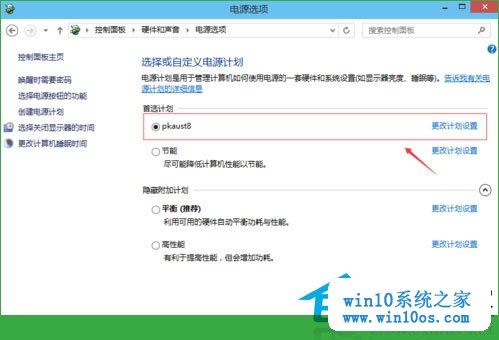 电源选项
控制面板 ▸ 硬件和声音 ▸ 电源选项
搜索控制面板
控制面板主页
唤醒时需要密码
选择电源按钮的功能
创建电源计划
选择关闭显示器的时间
更改计算机睡眠时间
选择或自定义电源计划
电源计划是用于管理计算机如何使用电源的一套硬件和系统设置(如显示器亮度、睡眠等)。告诉我有关电
源计划的详细信息
首选计划
pkaust8 更改计划设置
节能 更改计划设置
尽可能降低计算机性能以节能。
隐藏附加计划
平衡 (推荐) 更改计划设置
利用可用的硬件自动平衡功耗与性能。
高性能 更改计划设置
有利于提高性能，但会增加功耗。
win10系统之家
www.win10os.com